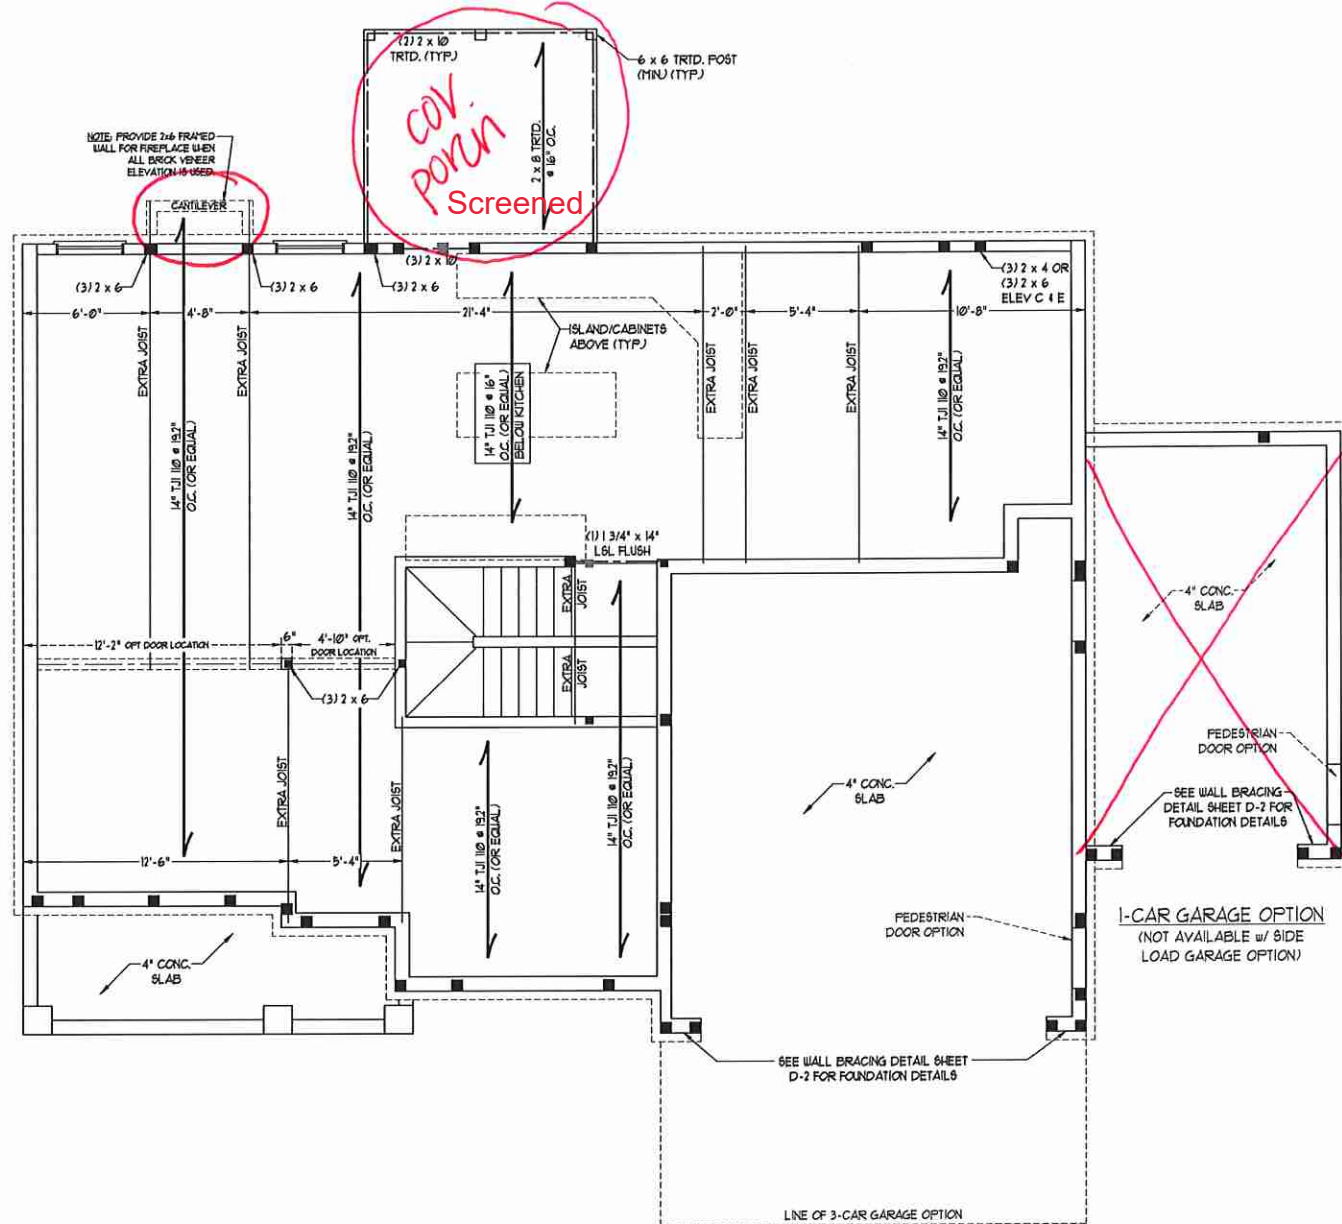 (2) 2 x 10
TRTD. (TYP.)
6 x 6 TRTD. POST
(MIN.) (TYP.)
cov.
porch
Screened
2 x 8 TRTD.
@ 16" O.C.
NOTE: PROVIDE 2x6 FRAMED
WALL FOR FIREPLACE WHEN
ALL BRICK VENEER
ELEVATION IS USED.
CANTILEVER
(3) 2 x 6
(3) 2 x 6
(3) 2 x 6
(3) 2 x 10
(3) 2 x 4 OR
(3) 2 x 6
ELEV C & E
6'-0"
4'-8"
21'-4"
2'-0"
5'-4"
10'-8"
ISLAND/CABINETS
ABOVE (TYP.)
EXTRA JOIST
EXTRA JOIST
EXTRA JOIST
EXTRA JOIST
EXTRA JOIST
14" TJI 110 @ 19.2"
O.C. (OR EQUAL)
14" TJI 110 @ 19.2"
O.C. (OR EQUAL)
14" TJI 110 @ 16"
O.C. (OR EQUAL)
BELOW KITCHEN
14" TJI 110 @ 19.2"
O.C. (OR EQUAL)
(1) 1 3/4" x 14"
LSL FLUSH
EXTRA
JOIST
EXTRA
JOIST
12'-2" OPT DOOR LOCATION
6"
4'-10" OPT.
DOOR LOCATION
(3) 2 x 6
EXTRA JOIST
EXTRA JOIST
14" TJI 110 @ 19.2"
O.C. (OR EQUAL)
14" TJI 110 @ 19.2"
O.C. (OR EQUAL)
12'-6"
5'-4"
4" CONC.
SLAB
4" CONC.
SLAB
4" CONC.
SLAB
PEDESTRIAN
DOOR OPTION
SEE WALL BRACING
DETAIL SHEET D-2 FOR
FOUNDATION DETAILS
PEDESTRIAN
DOOR OPTION
1-CAR GARAGE OPTION
(NOT AVAILABLE w/ SIDE
LOAD GARAGE OPTION)
SEE WALL BRACING DETAIL SHEET
D-2 FOR FOUNDATION DETAILS
LINE OF 3-CAR GARAGE OPTION